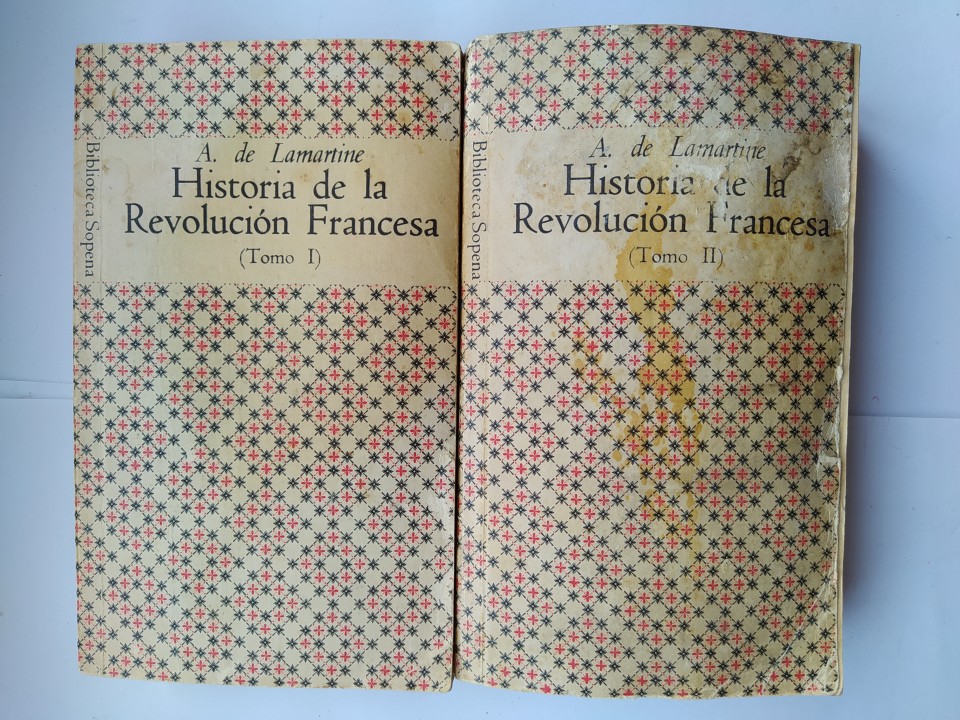 Biblioteca Sopena
A. de Lamartine
Historia de la
Revolución Francesa
(Tomo I)
Biblioteca Sopena
A. de Lamartine
Historia de la
Revolución Francesa
(Tomo II)